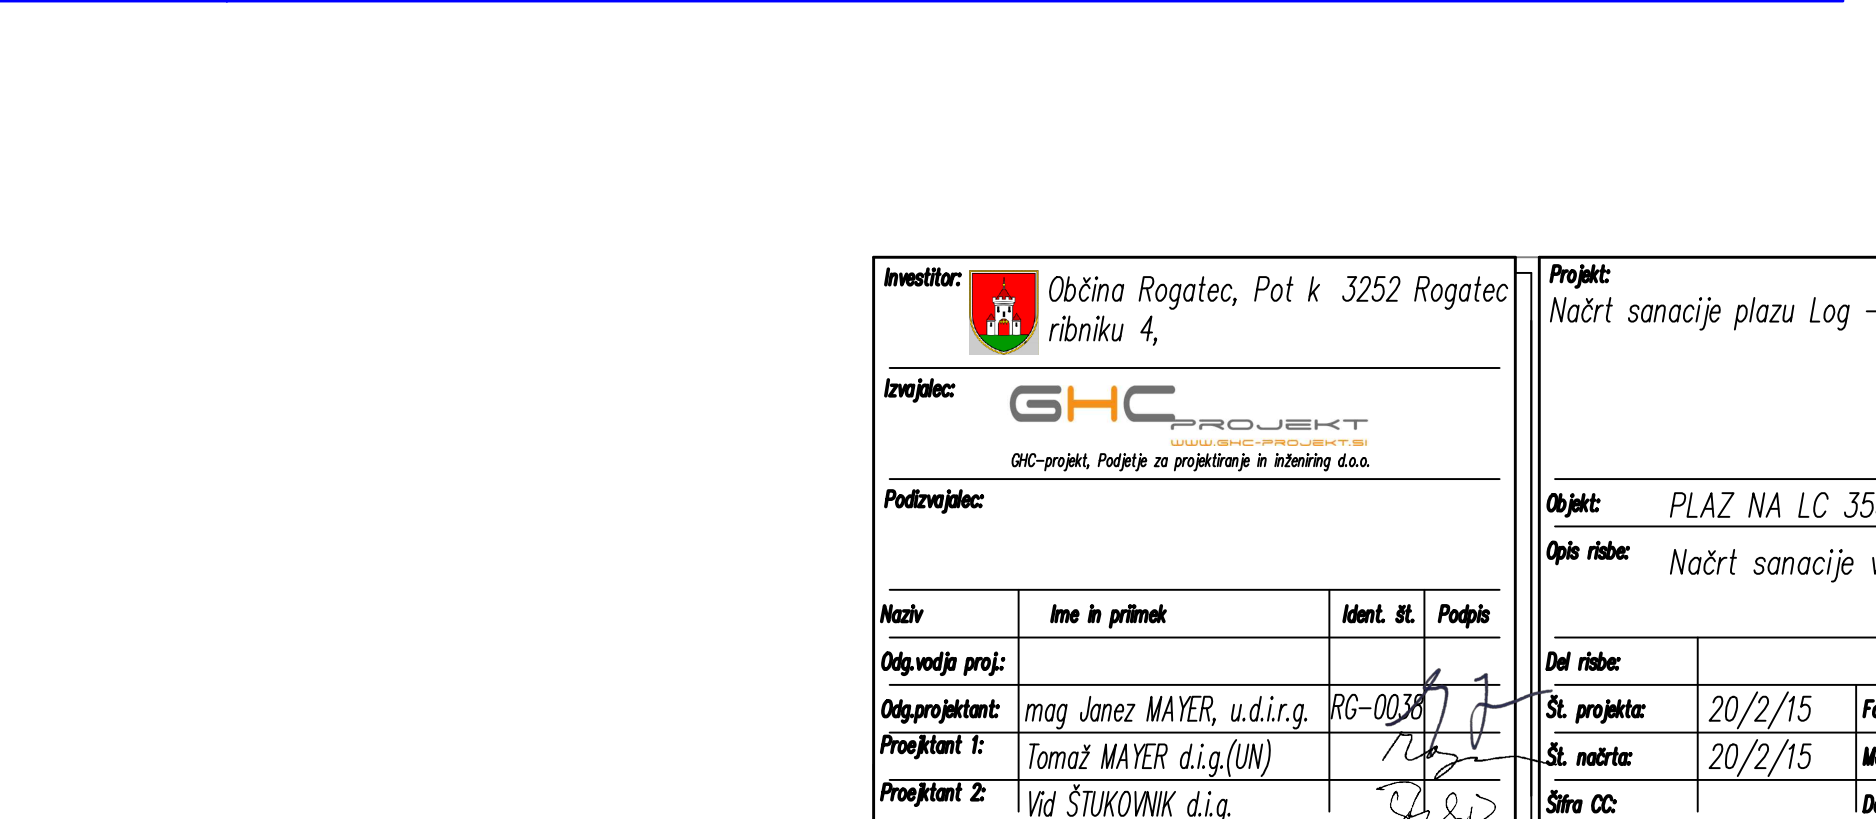 Investitor:
Občina Rogatec, Pot k 3252 Rogatec
ribniku 4,
Izvajalec:
GHC
PROJEKT
WWW.GHC-PROJEKT.SI
GHC-projekt, Podjetje za projektiranje in inženiring d.o.o.
Podizvajalec:
Naziv Ime in priimek Ident. št. Podpis
Odg.vodja proj.:
Odg.projektant: mag Janez MAYER, u.d.i.r.g. RG-0038
Proejktant 1: Tomaž MAYER d.i.g.(UN)
Proejktant 2: Vid ŠTUKOVNIK d.i.g.
Projekt:
Načrt sanacije plazu Log -
Objekt: PLAZ NA LC 35
Opis risbe: Načrt sanacije
Del risbe:
Št. projekta: 20/2/15
Št. načrta: 20/2/15
Šifra CC: